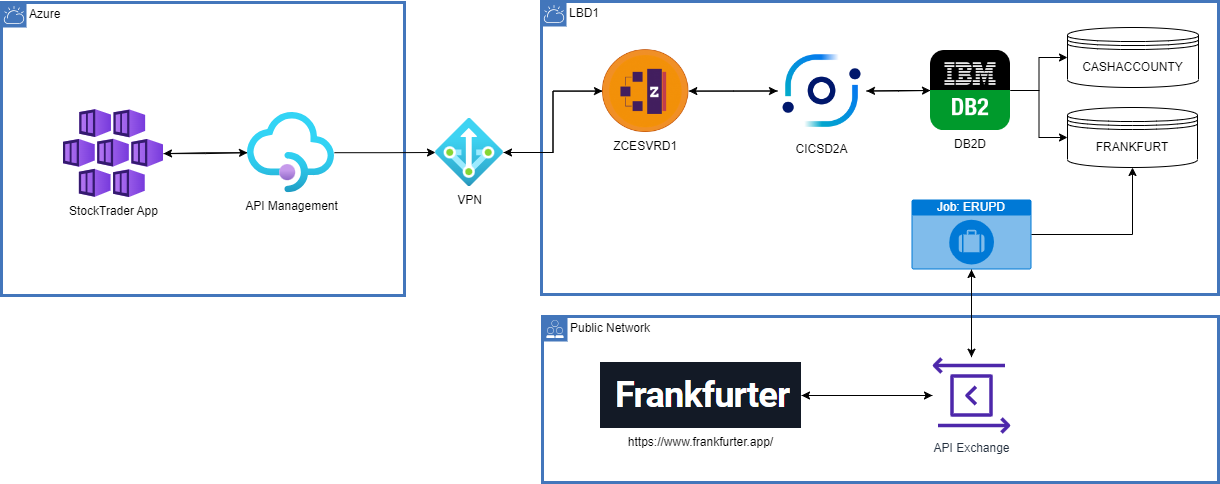 Azure
StockTrader App
API Management
VPN
LBD1
Z
ZCESVRD1
CICSD2A
IBM
DB2
DB2D
CASHACCOUNTY
FRANKFURT
Job: ERUPD
Public Network
Frankfurter
https://www.frankfurter.app/
API Exchange